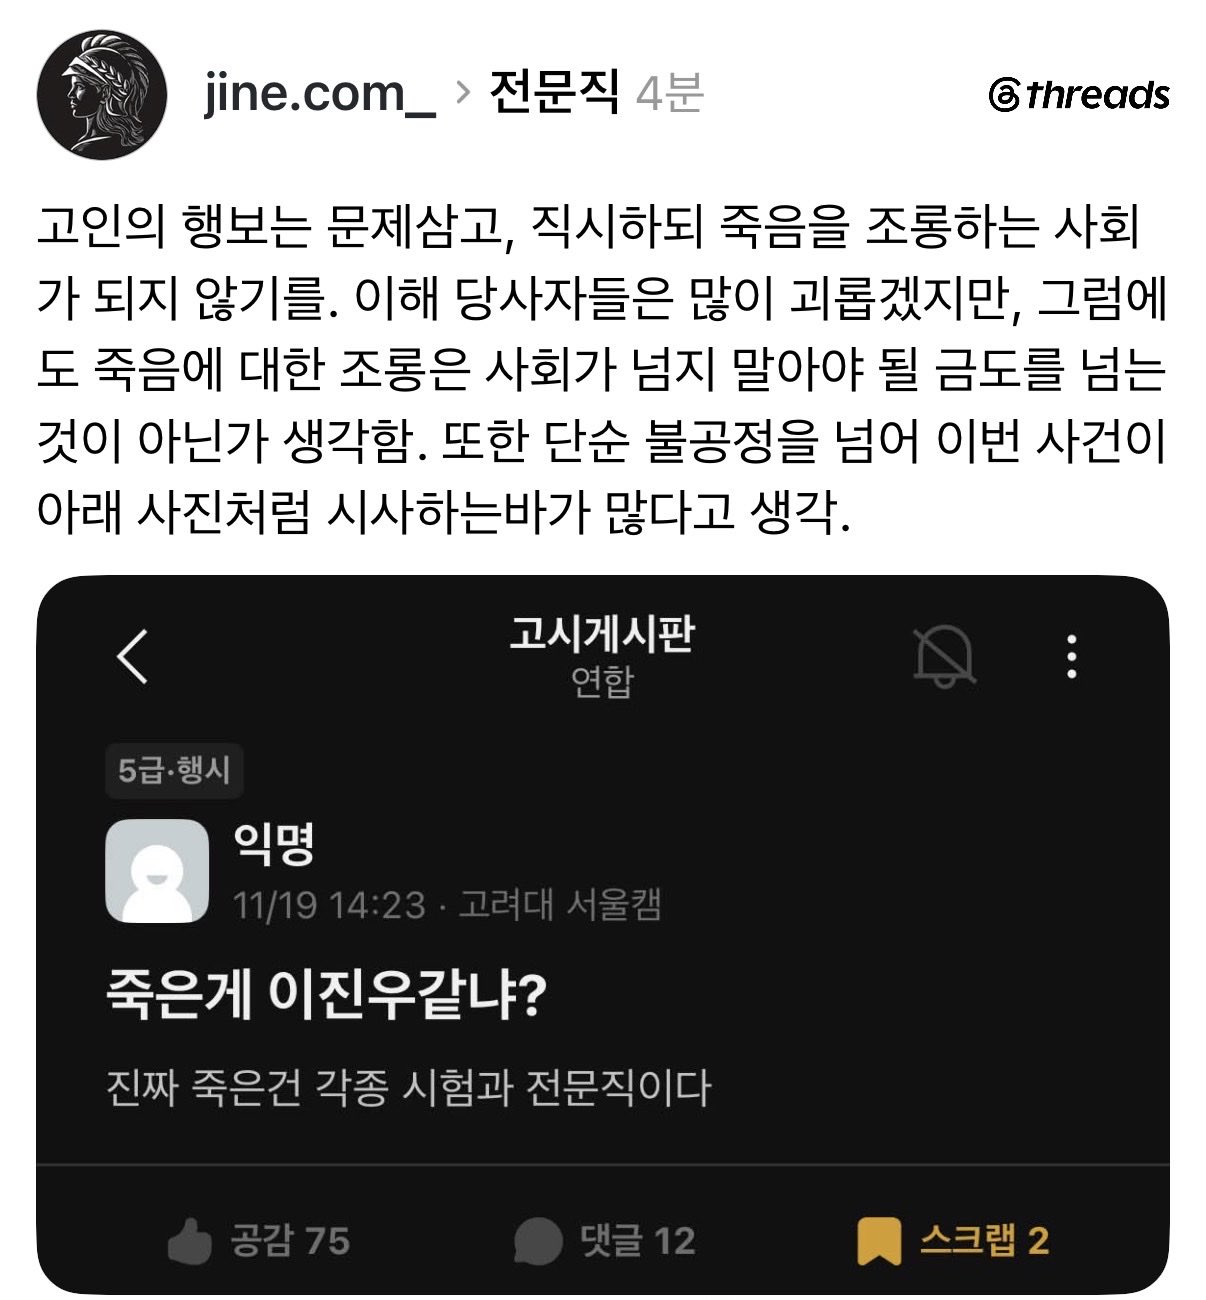 jine.com_ > 전문직 4분
threads
고인의 행보는 문제삼고, 직시하되 죽음을 조롱하는 사회
가 되지 않기를. 이해 당사자들은 많이 괴롭겠지만, 그럼에
도 죽음에 대한 조롱은 사회가 넘지 말아야 될 금도를 넘는
것이 아닌가 생각함. 또한 단순 불공정을 넘어 이번 사건이
아래 사진처럼 시사하는바가 많다고 생각.
고시게시판
연합
5급·행시
익명
11/19 14:23 · 고려대 서울캠
죽은게 이진우같냐?
진짜 죽은건 각종 시험과 전문직이다
공감 75
댓글 12
스크랩 2